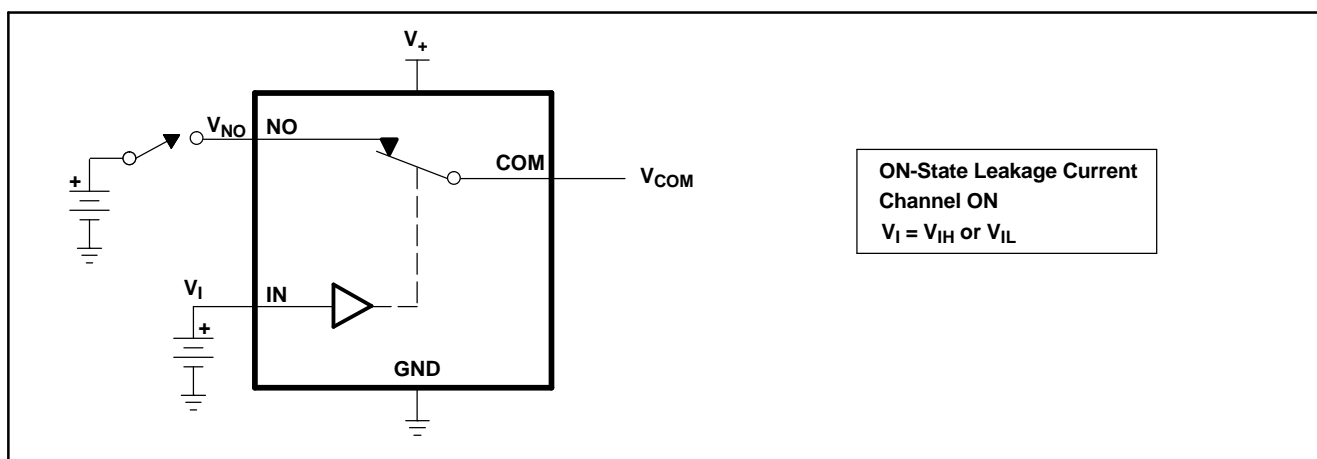 V+
VNO NO
COM
VCOM
+
VI IN
+
GND
ON-State Leakage Current
Channel ON
VI = VIH or VIL